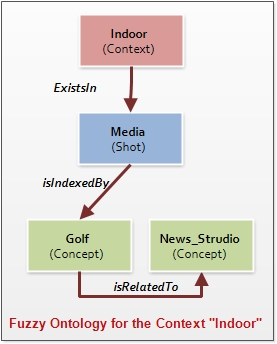 Indoor
(Context)
ExistsIn
Media
(Shot)
isIndexedBy
Golf
(Concept)
News_Strudio
(Concept)
isRelatedTo
Fuzzy Ontology for the Context "Indoor"